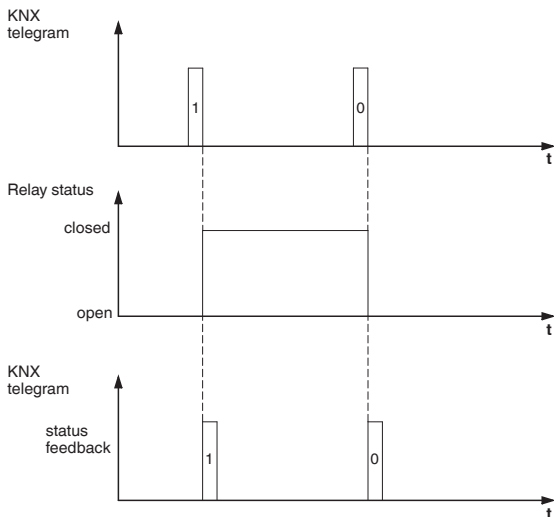 KNX
telegram
1
0
t
Relay status
closed
open
t
KNX
telegram
status
feedback
1
0
t